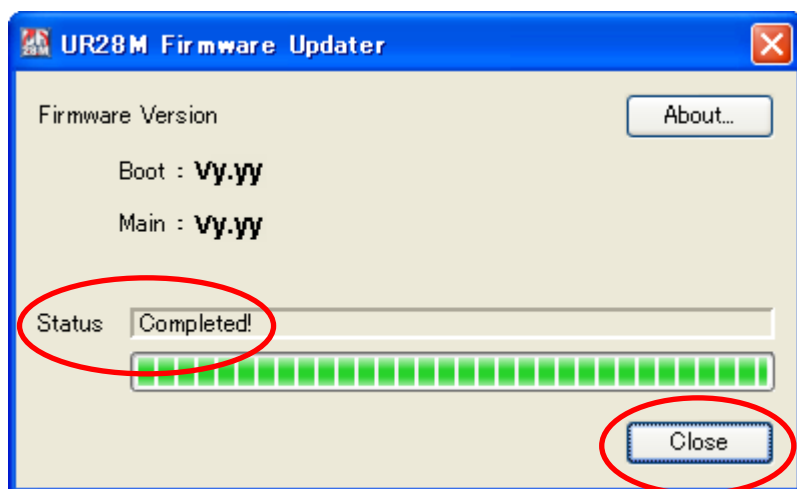 UR28M Firmware Updater
Firmware Version
About...
Boot : Vy.yy
Main : Vy.yy
Status Completed!
Close